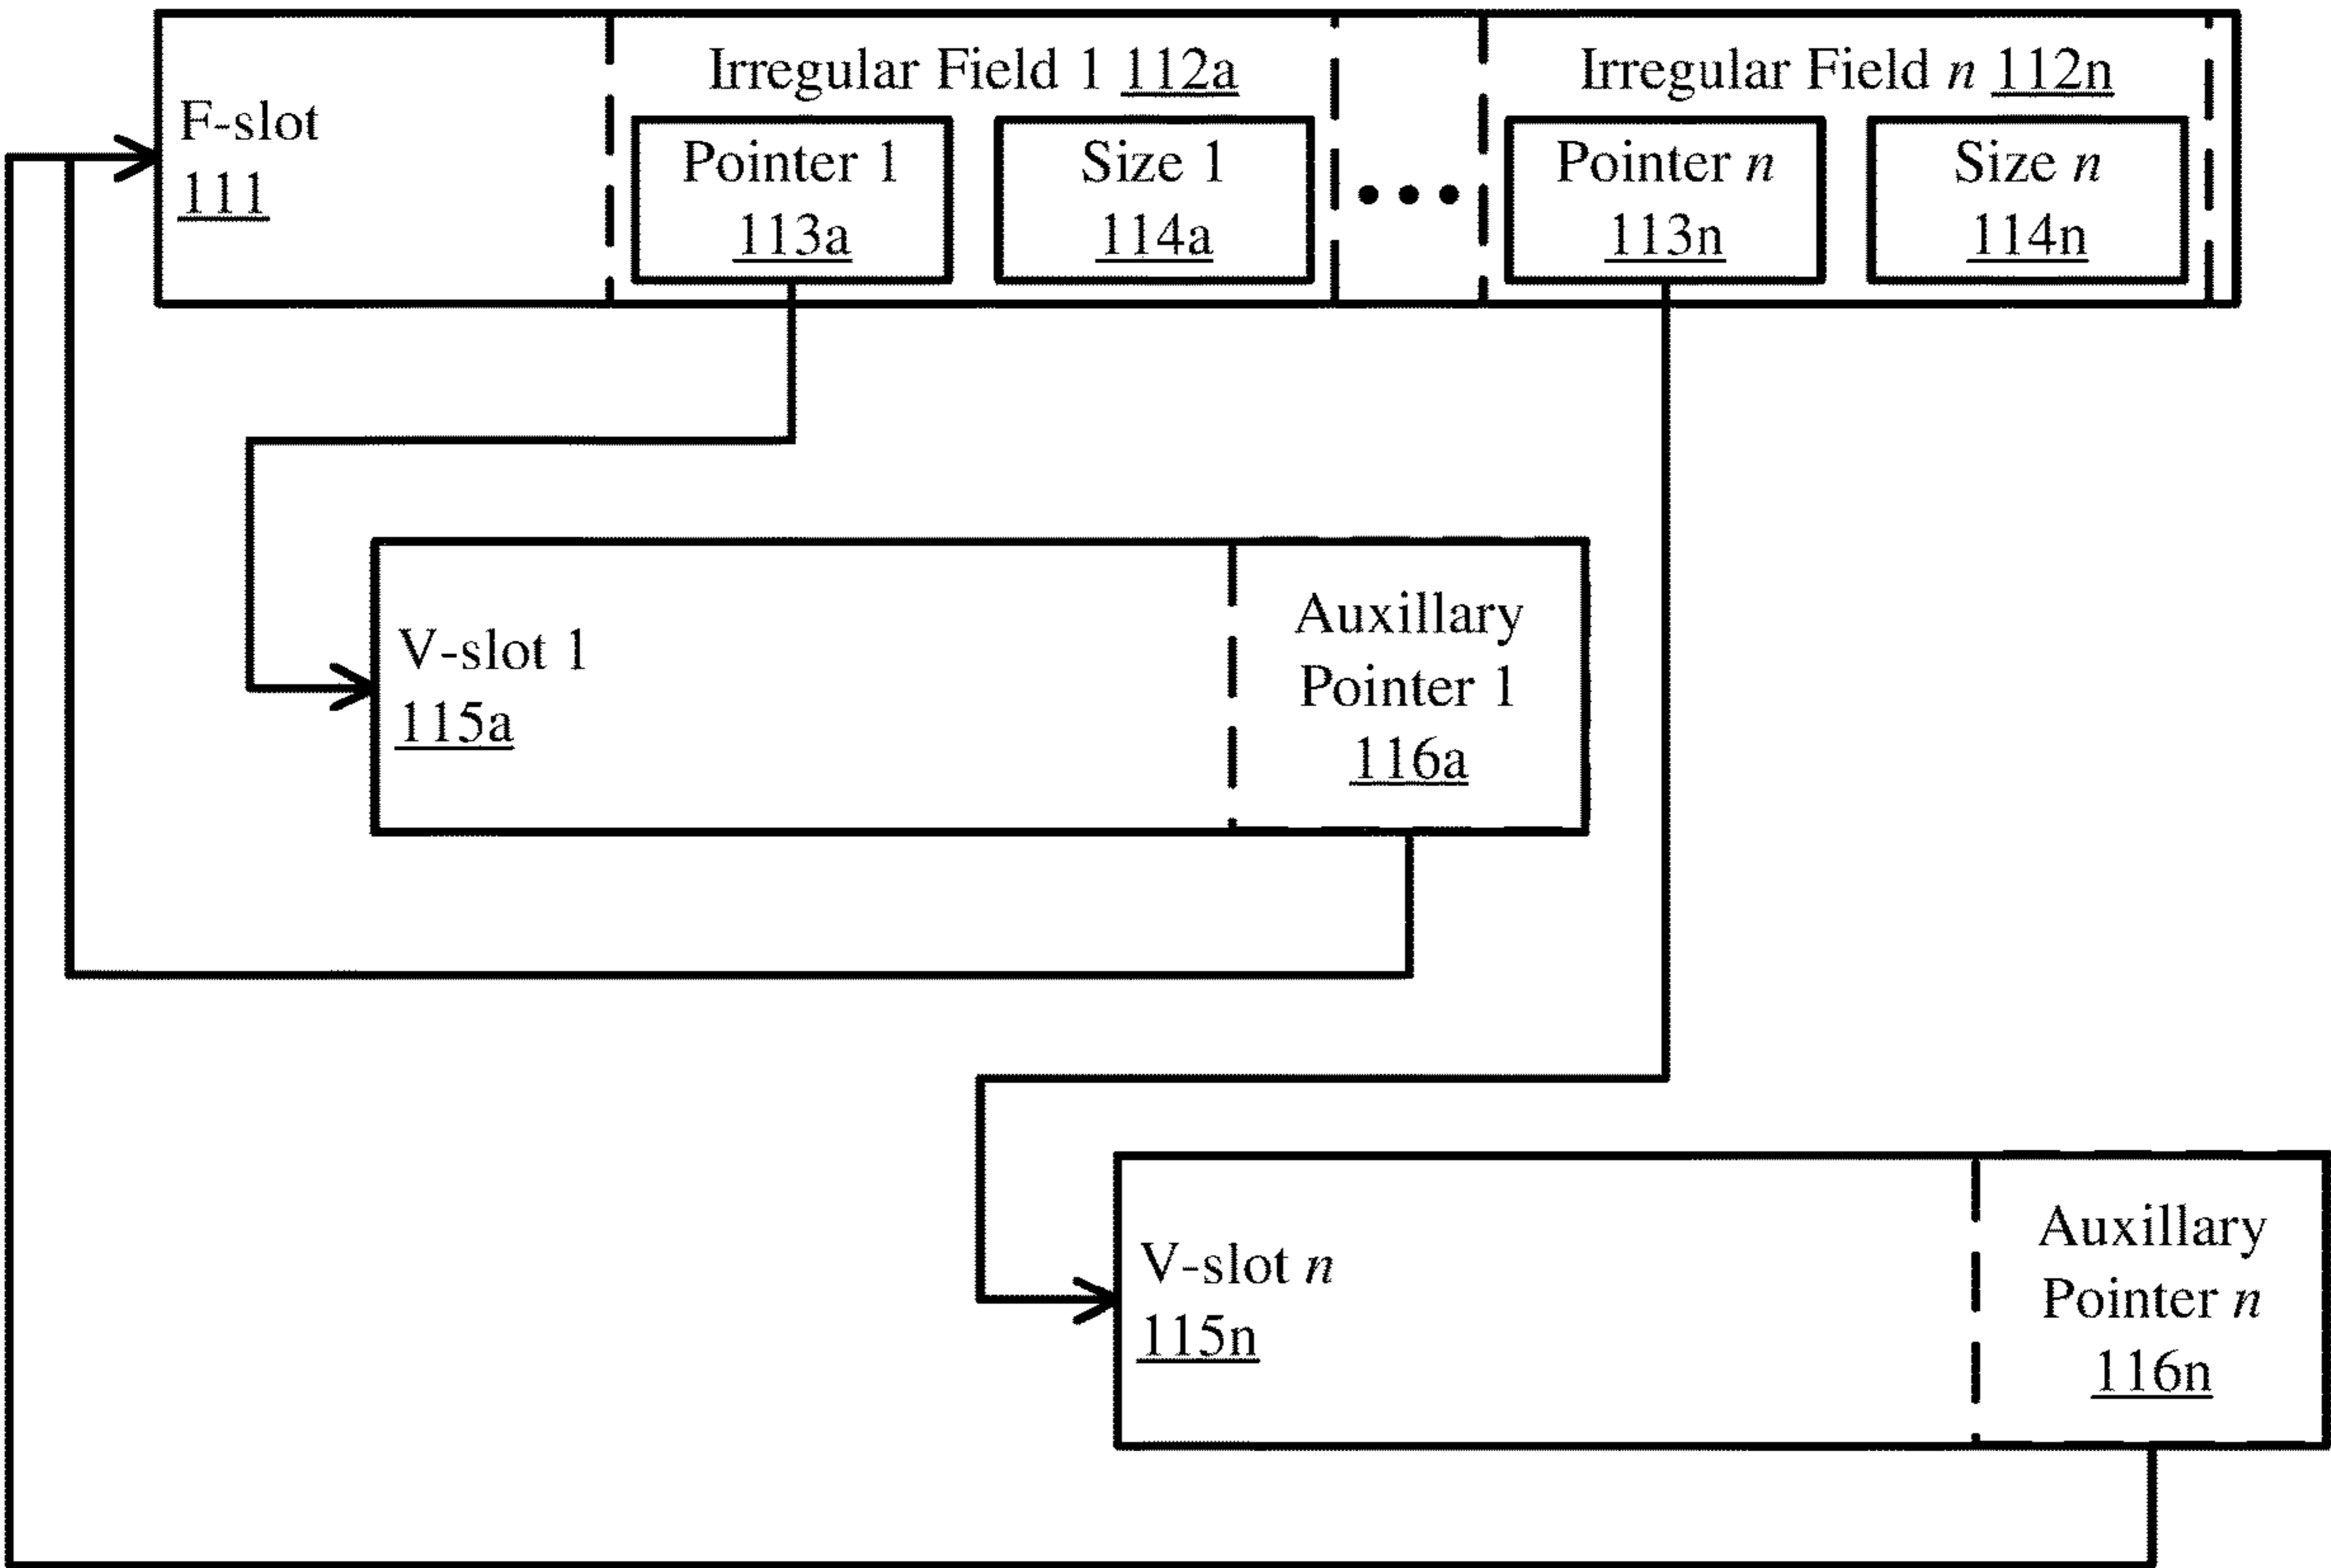 F-slot
111
Irregular Field 1 112a
Pointer 1
113a
Size 1
114a
•••
Irregular Field n 112n
Pointer n
113n
Size n
114n
V-slot 1
115a
Auxillary
Pointer 1
116a
V-slot n
115n
Auxillary
Pointer n
116n